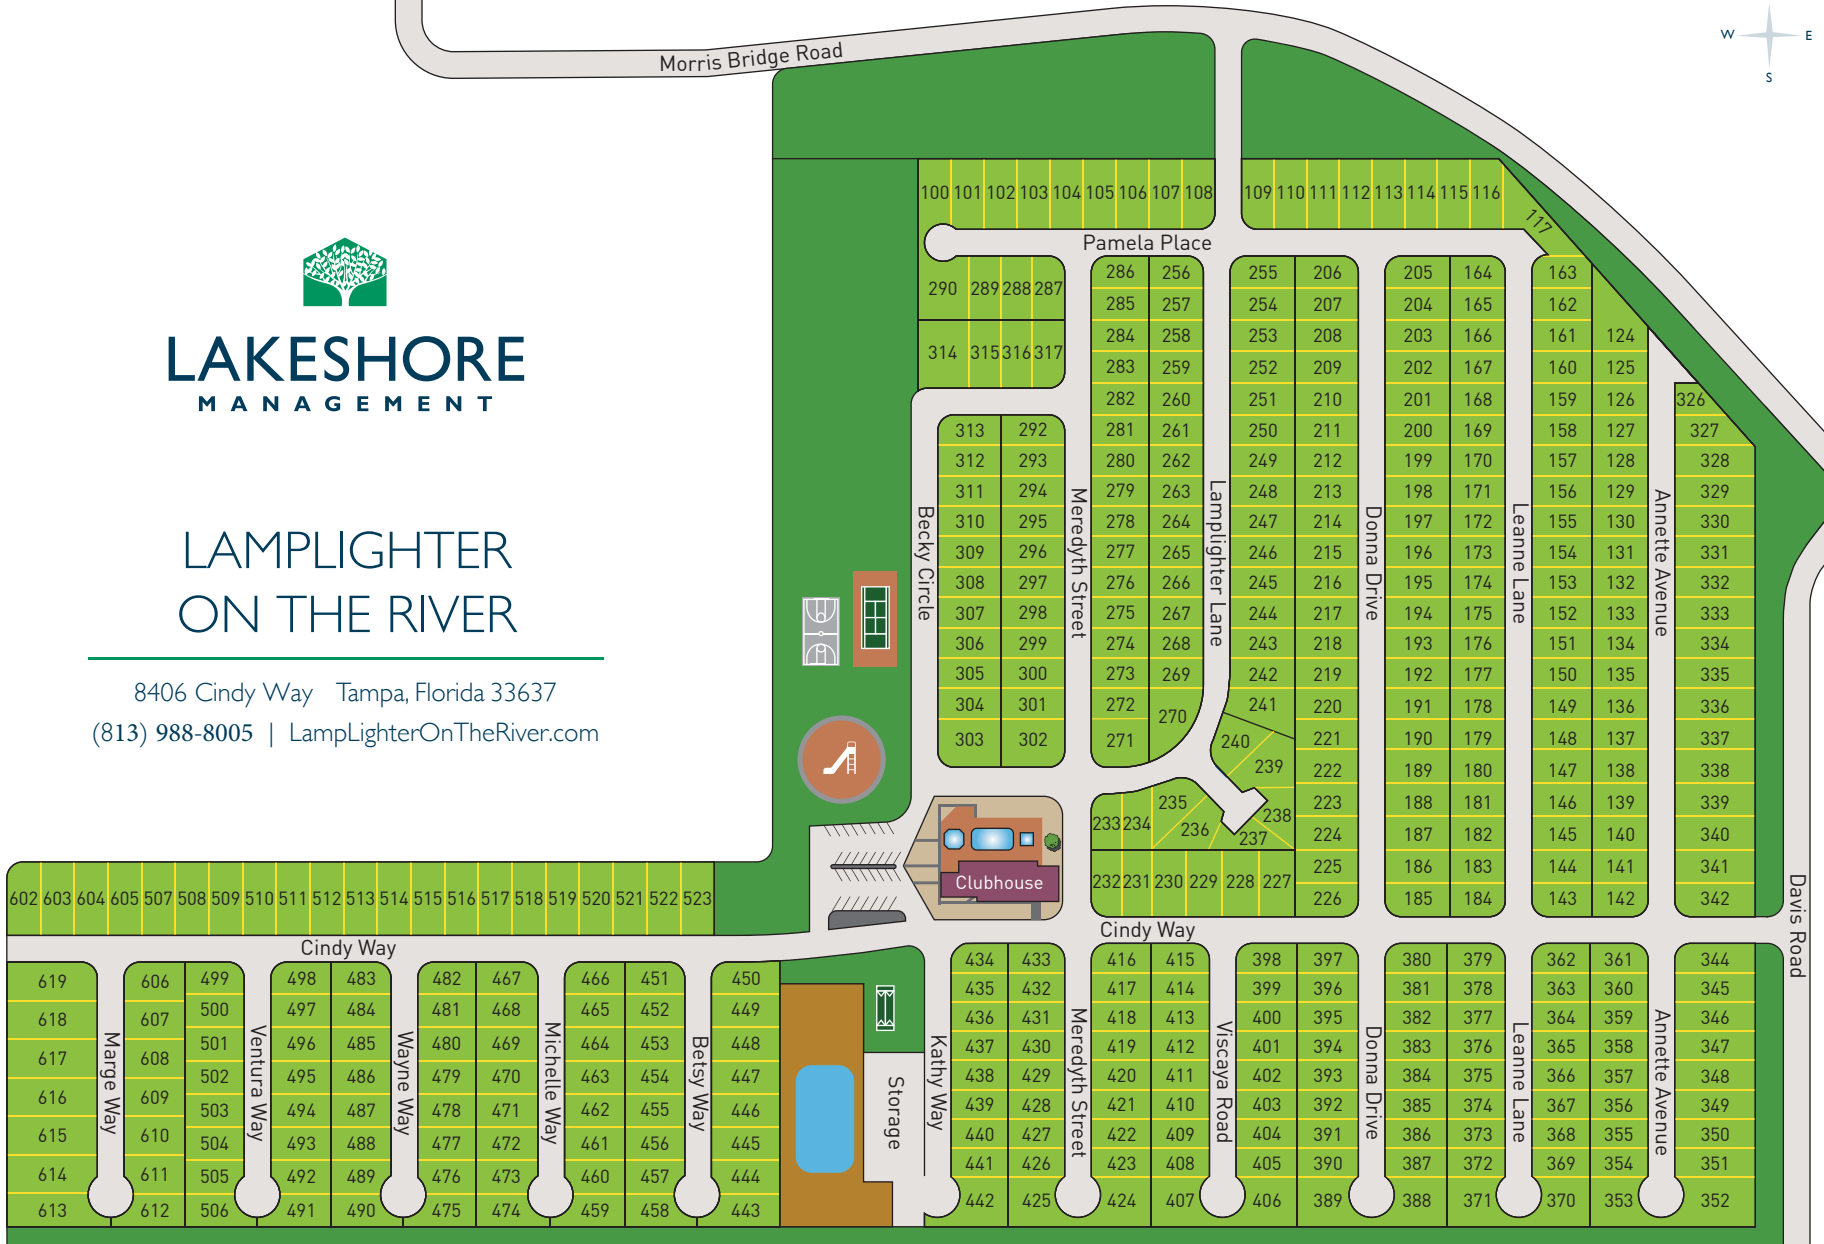 Morris Bridge Road
W E
S
LAKESHORE
MANAGEMENT
LAMPLIGHTER
ON THE RIVER
8406 Cindy Way Tampa, Florida 33637
(813) 988-8005 | LampLighterOnTheRiver.com
100 101 102 103 104 105 106 107 108 109 110 111 112 113 114 115 116
117
Pamela Place
290 289 288 287
314 315 316 317
286 256 255 206 205 164 163
285 257 254 207 204 165 162
284 258 253 208 203 166 161 124
283 259 252 209 202 167 160 125
282 260 251 210 201 168 159 126 326
313 292 281 261 250 211 200 169 158 127 327
312 293 280 262 249 212 199 170 157 128 328
311 294 279 263 248 213 198 171 156 129 329
310 295 278 264 247 214 197 172 155 130 330
309 296 277 265 246 215 196 173 154 131 331
308 297 276 266 245 216 195 174 153 132 332
307 298 275 267 244 217 194 175 152 133 333
306 299 274 268 243 218 193 176 151 134 334
305 300 273 269 242 219 192 177 150 135 335
304 301 272 270 241 220 191 178 149 136 336
303 302 271 240 221 190 179 148 137 337
239 222 189 180 147 138 338
233 234 235 236 237 238 223 188 181 146 139 339
224 187 182 145 140 340
225 186 183 144 141 341
232 231 230 229 228 227 226 185 184 143 142 342
Becky Circle
Meredyth Street
Lamplighter Lane
Donna Drive
Leanne Lane
Annette Avenue
Davis Road
Clubhouse
602 603 604 605 507 508 509 510 511 512 513 514 515 516 517 518 519 520 521 522 523
Cindy Way
Cindy Way
619 606 499 498 483 482 467 466 451 450
618 607 500 497 484 481 468 465 452 449
617 608 501 496 485 480 469 464 453 448
616 609 502 495 486 479 470 463 454 447
615 610 503 494 487 478 471 462 455 446
614 611 504 493 488 477 472 461 456 445
613 612 505 492 489 476 473 460 457 444
506 491 490 475 474 459 458 443
Marge Way
Ventura Way
Wayne Way
Michelle Way
Betsy Way
Storage
Kathy Way
Meredyth Street
Viscaya Road
Donna Drive
Leanne Lane
Annette Avenue
434 433 416 415 398 397 380 379 362 361 344
435 432 417 414 399 396 381 378 363 360 345
436 431 418 413 400 395 382 377 364 359 346
437 430 419 412 401 394 383 376 365 358 347
438 429 420 411 402 393 384 375 366 357 348
439 428 421 410 403 392 385 374 367 356 349
440 427 422 409 404 391 386 373 368 355 350
441 426 423 408 405 390 387 372 369 354 351
442 425 424 407 406 389 388 371 370 353 352